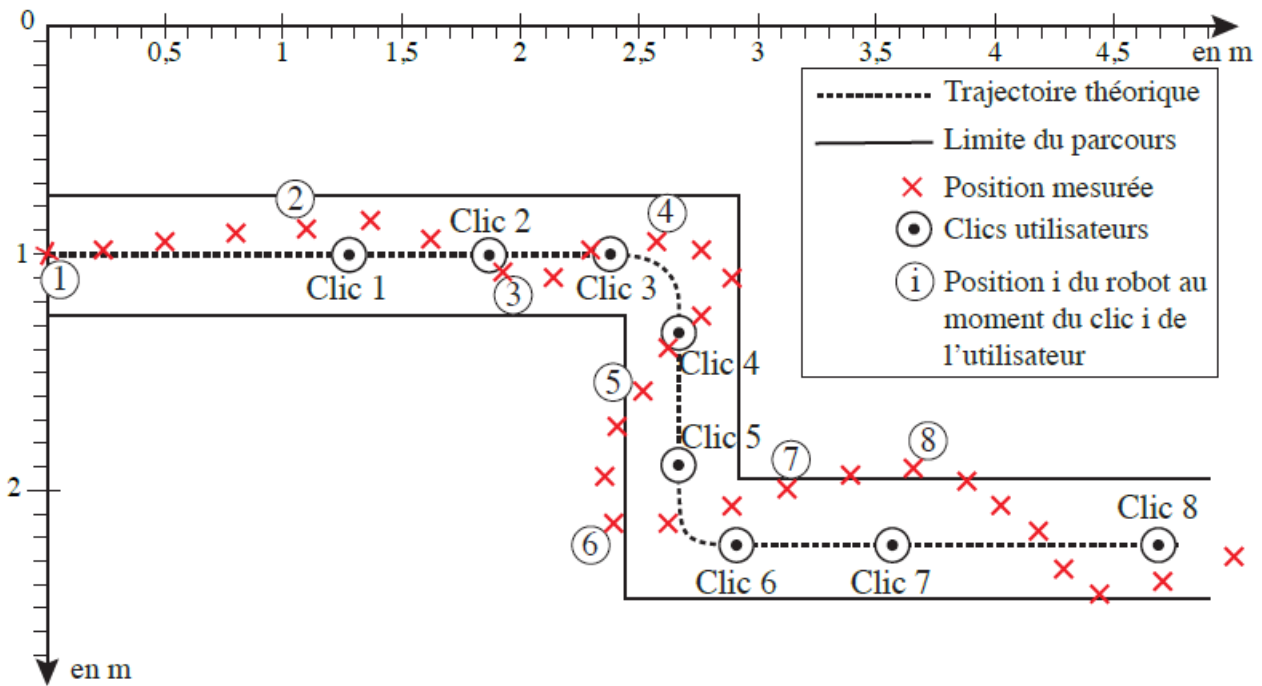 0
0,5 1 1,5 2 2,5 3 3,5 4 4,5 en m
Trajectoire théorique
Limite du parcours
Position mesurée
Clics utilisateurs
i Position i du robot au
moment du clic i de
l'utilisateur
2 4
Clic 2
1
1 Clic 1 3 Clic 3
Clic 4
5
Clic 5
7 8
2
Clic 8
6
Clic 6 Clic 7
en m